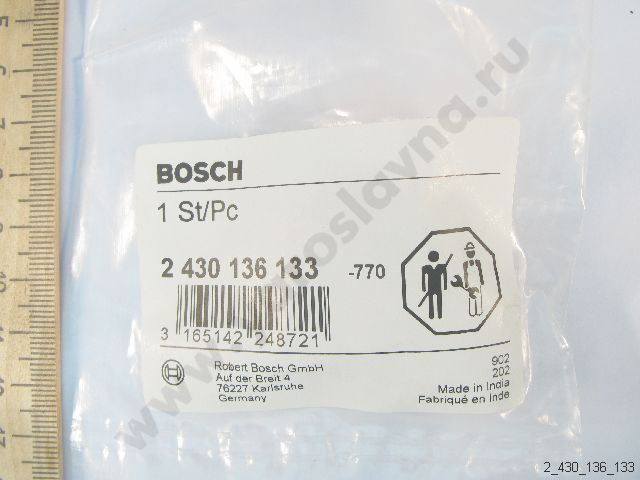 BOSCH
1 St/Pc
2 430 136 133 -770
3 165142 248721
Robert Bosch GmbH
Auf der Breit 4
76227 Karlsruhe
Germany
9C2
202
Made in India
Fabriqué en Inde
2_430_136_133